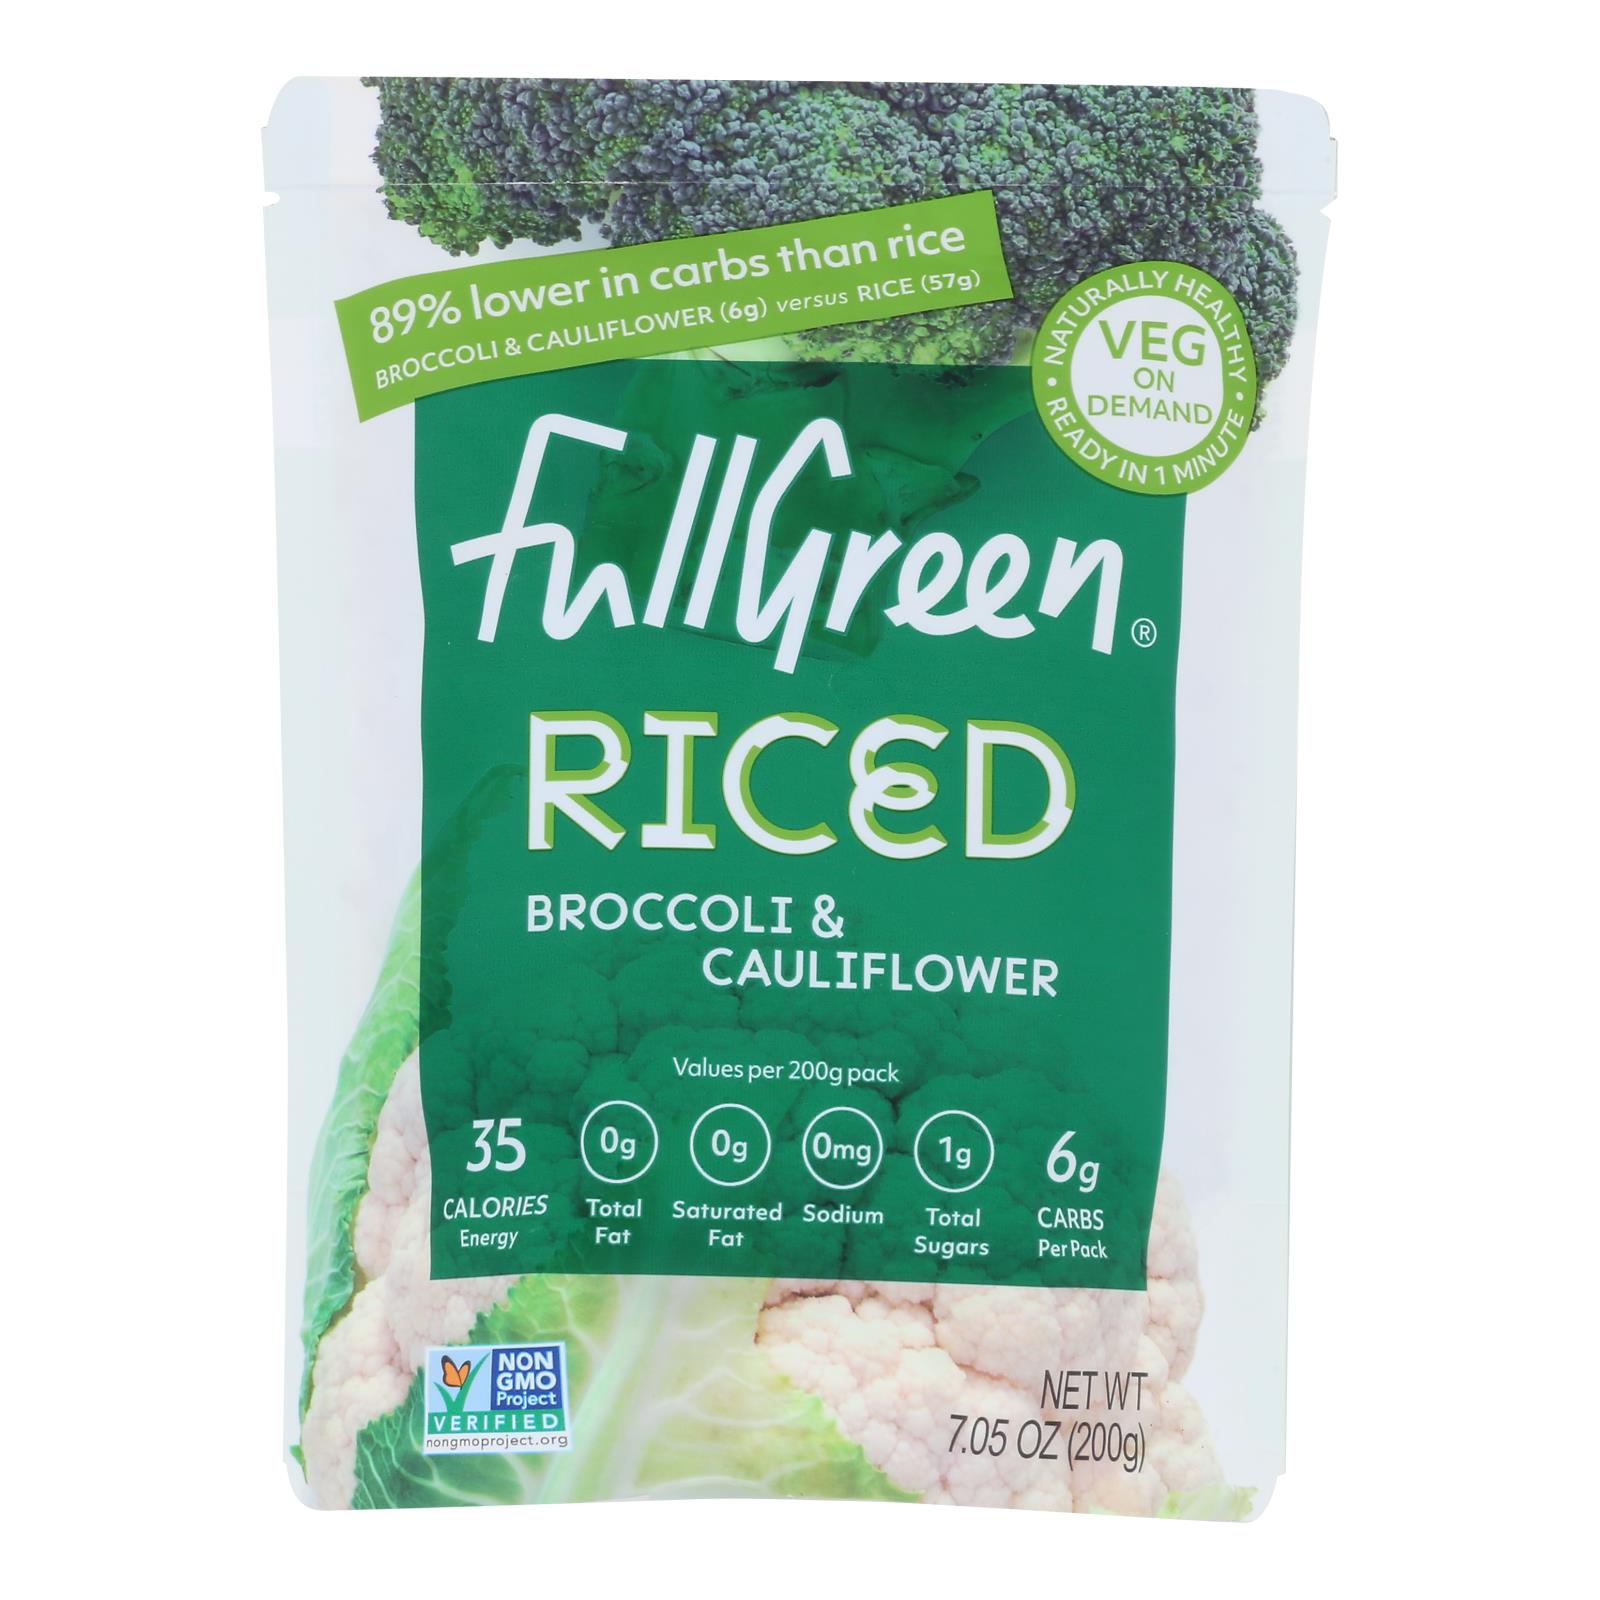 89% lower in carbs than rice
BROCCOLI & CAULIFLOWER (6g) versus RICE (57g)
• NATURALLY HEALTHY •
VEG
ON
DEMAND
READY IN 1 MINUTE
FullGreen®
RICED
BROCCOLI &
CAULIFLOWER
Values per 200g pack
35
CALORIES
Energy
0g
Total
Fat
0g
Saturated
Fat
0mg
Sodium
1g
Total
Sugars
6g
CARBS
Per Pack
NON
GMO
Project
VERIFIED
nongmoproject.org
NET WT
7.05 OZ (200g)